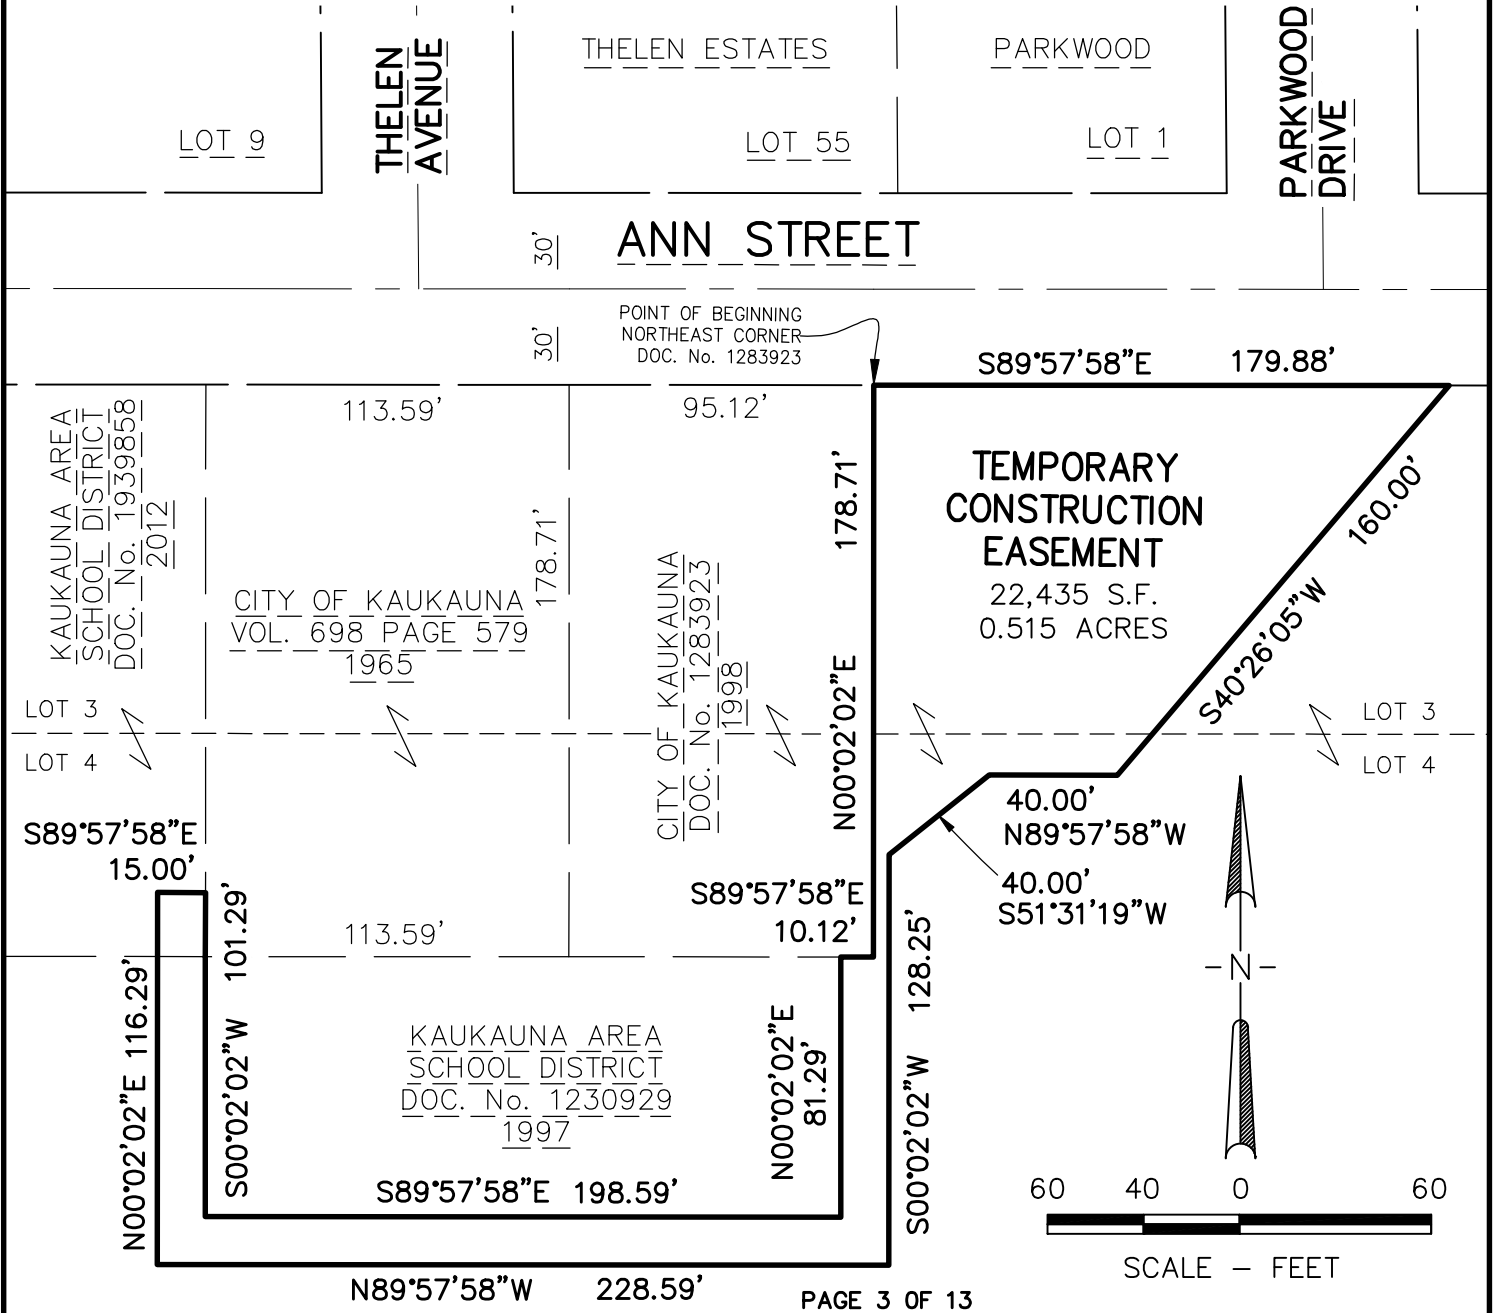 THELEN
AVENUE
THELEN ESTATES
PARKWOOD
PARKWOOD
DRIVE
LOT 9
LOT 55
LOT 1
30'
ANN STREET
30'
POINT OF BEGINNING
NORTHEAST CORNER
DOC. No. 1283923
S89°57'58"E 179.88'
113.59'
95.12'
KAUKAUNA AREA
SCHOOL DISTRICT
DOC. No. 1939858
2012
178.71'
178.71'
N00°02'02"E
TEMPORARY
CONSTRUCTION
EASEMENT
22,435 S.F.
0.515 ACRES
160.00'
S40°26'05"W
CITY OF KAUKAUNA
VOL. 698 PAGE 579
1965
CITY OF KAUKAUNA
DOC. No. 1283923
1998
LOT 3
LOT 4
LOT 3
LOT 4
40.00'
N89°57'58"W
40.00'
S51°31'19"W
S89°57'58"E
15.00'
S89°57'58"E
10.12'
113.59'
N00°02'02"E 116.29'
S00°02'02"W 101.29'
KAUKAUNA AREA
SCHOOL DISTRICT
DOC. No. 1230929
1997
N00°02'02"E
81.29'
S00°02'02"W 128.25'
-N-
S89°57'58"E 198.59'
N89°57'58"W 228.59'
60 40 0 60
SCALE – FEET
PAGE 3 OF 13